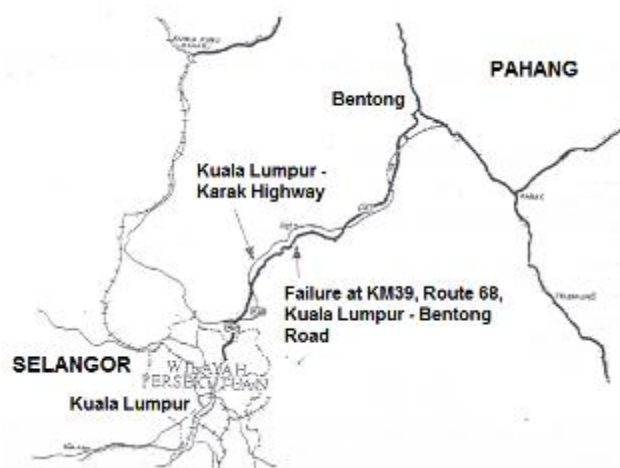 PAHANG
Bentong
Kuala Lumpur -
Karak Highway
KARAK
Failure at KM39, Route 68,
Kuala Lumpur - Bentong
Road
SELANGOR
WILAYAH
PERSEKUTUAN
Kuala Lumpur